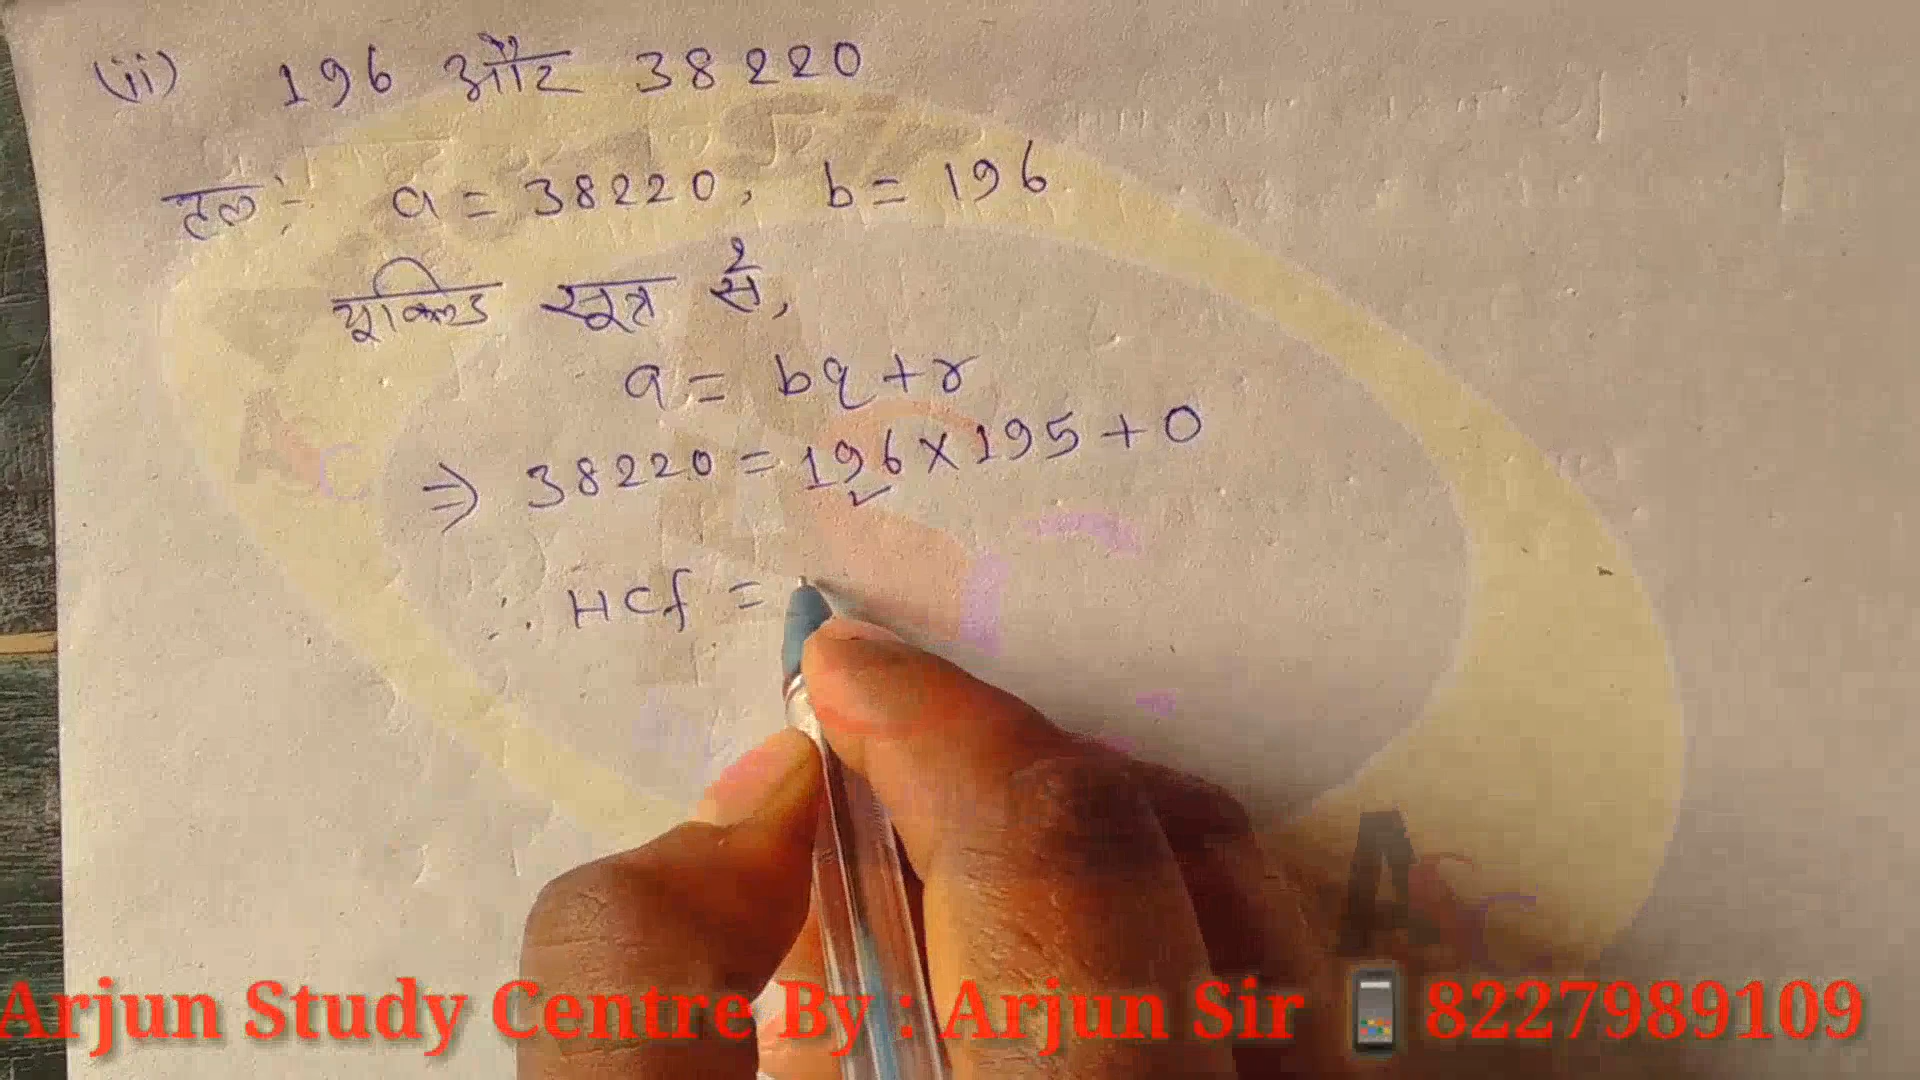 (ii) 196 और 38220
हल :- a = 38220, b = 196
यूक्लिड सूत्र से,
a = bq + r
⇒ 38220 = 196 × 195 + 0
∴ HCf =
Arjun Study Centre By : Arjun Sir 8227989109